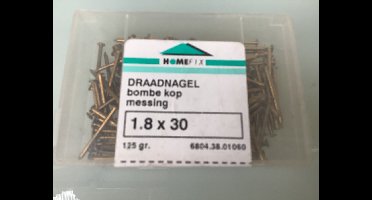 HOMEFIX
DRAADNAGEL
bombe kop
messing
1.8 x 30
125 gr. 6804.38.01060